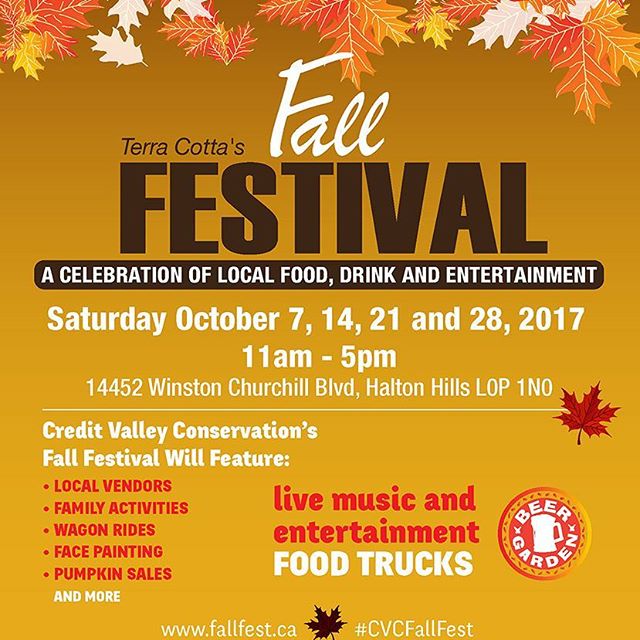 Terra Cotta's Fall
FESTIVAL
A CELEBRATION OF LOCAL FOOD, DRINK AND ENTERTAINMENT
Saturday October 7, 14, 21 and 28, 2017
11am - 5pm
14452 Winston Churchill Blvd, Halton Hills L0P 1N0
Credit Valley Conservation's
Fall Festival Will Feature:
• LOCAL VENDORS
• FAMILY ACTIVITIES
• WAGON RIDES
• FACE PAINTING
• PUMPKIN SALES
AND MORE
live music and
entertainment
FOOD TRUCKS
BEER
GARDEN
www.fallfest.ca #CVCFallFest